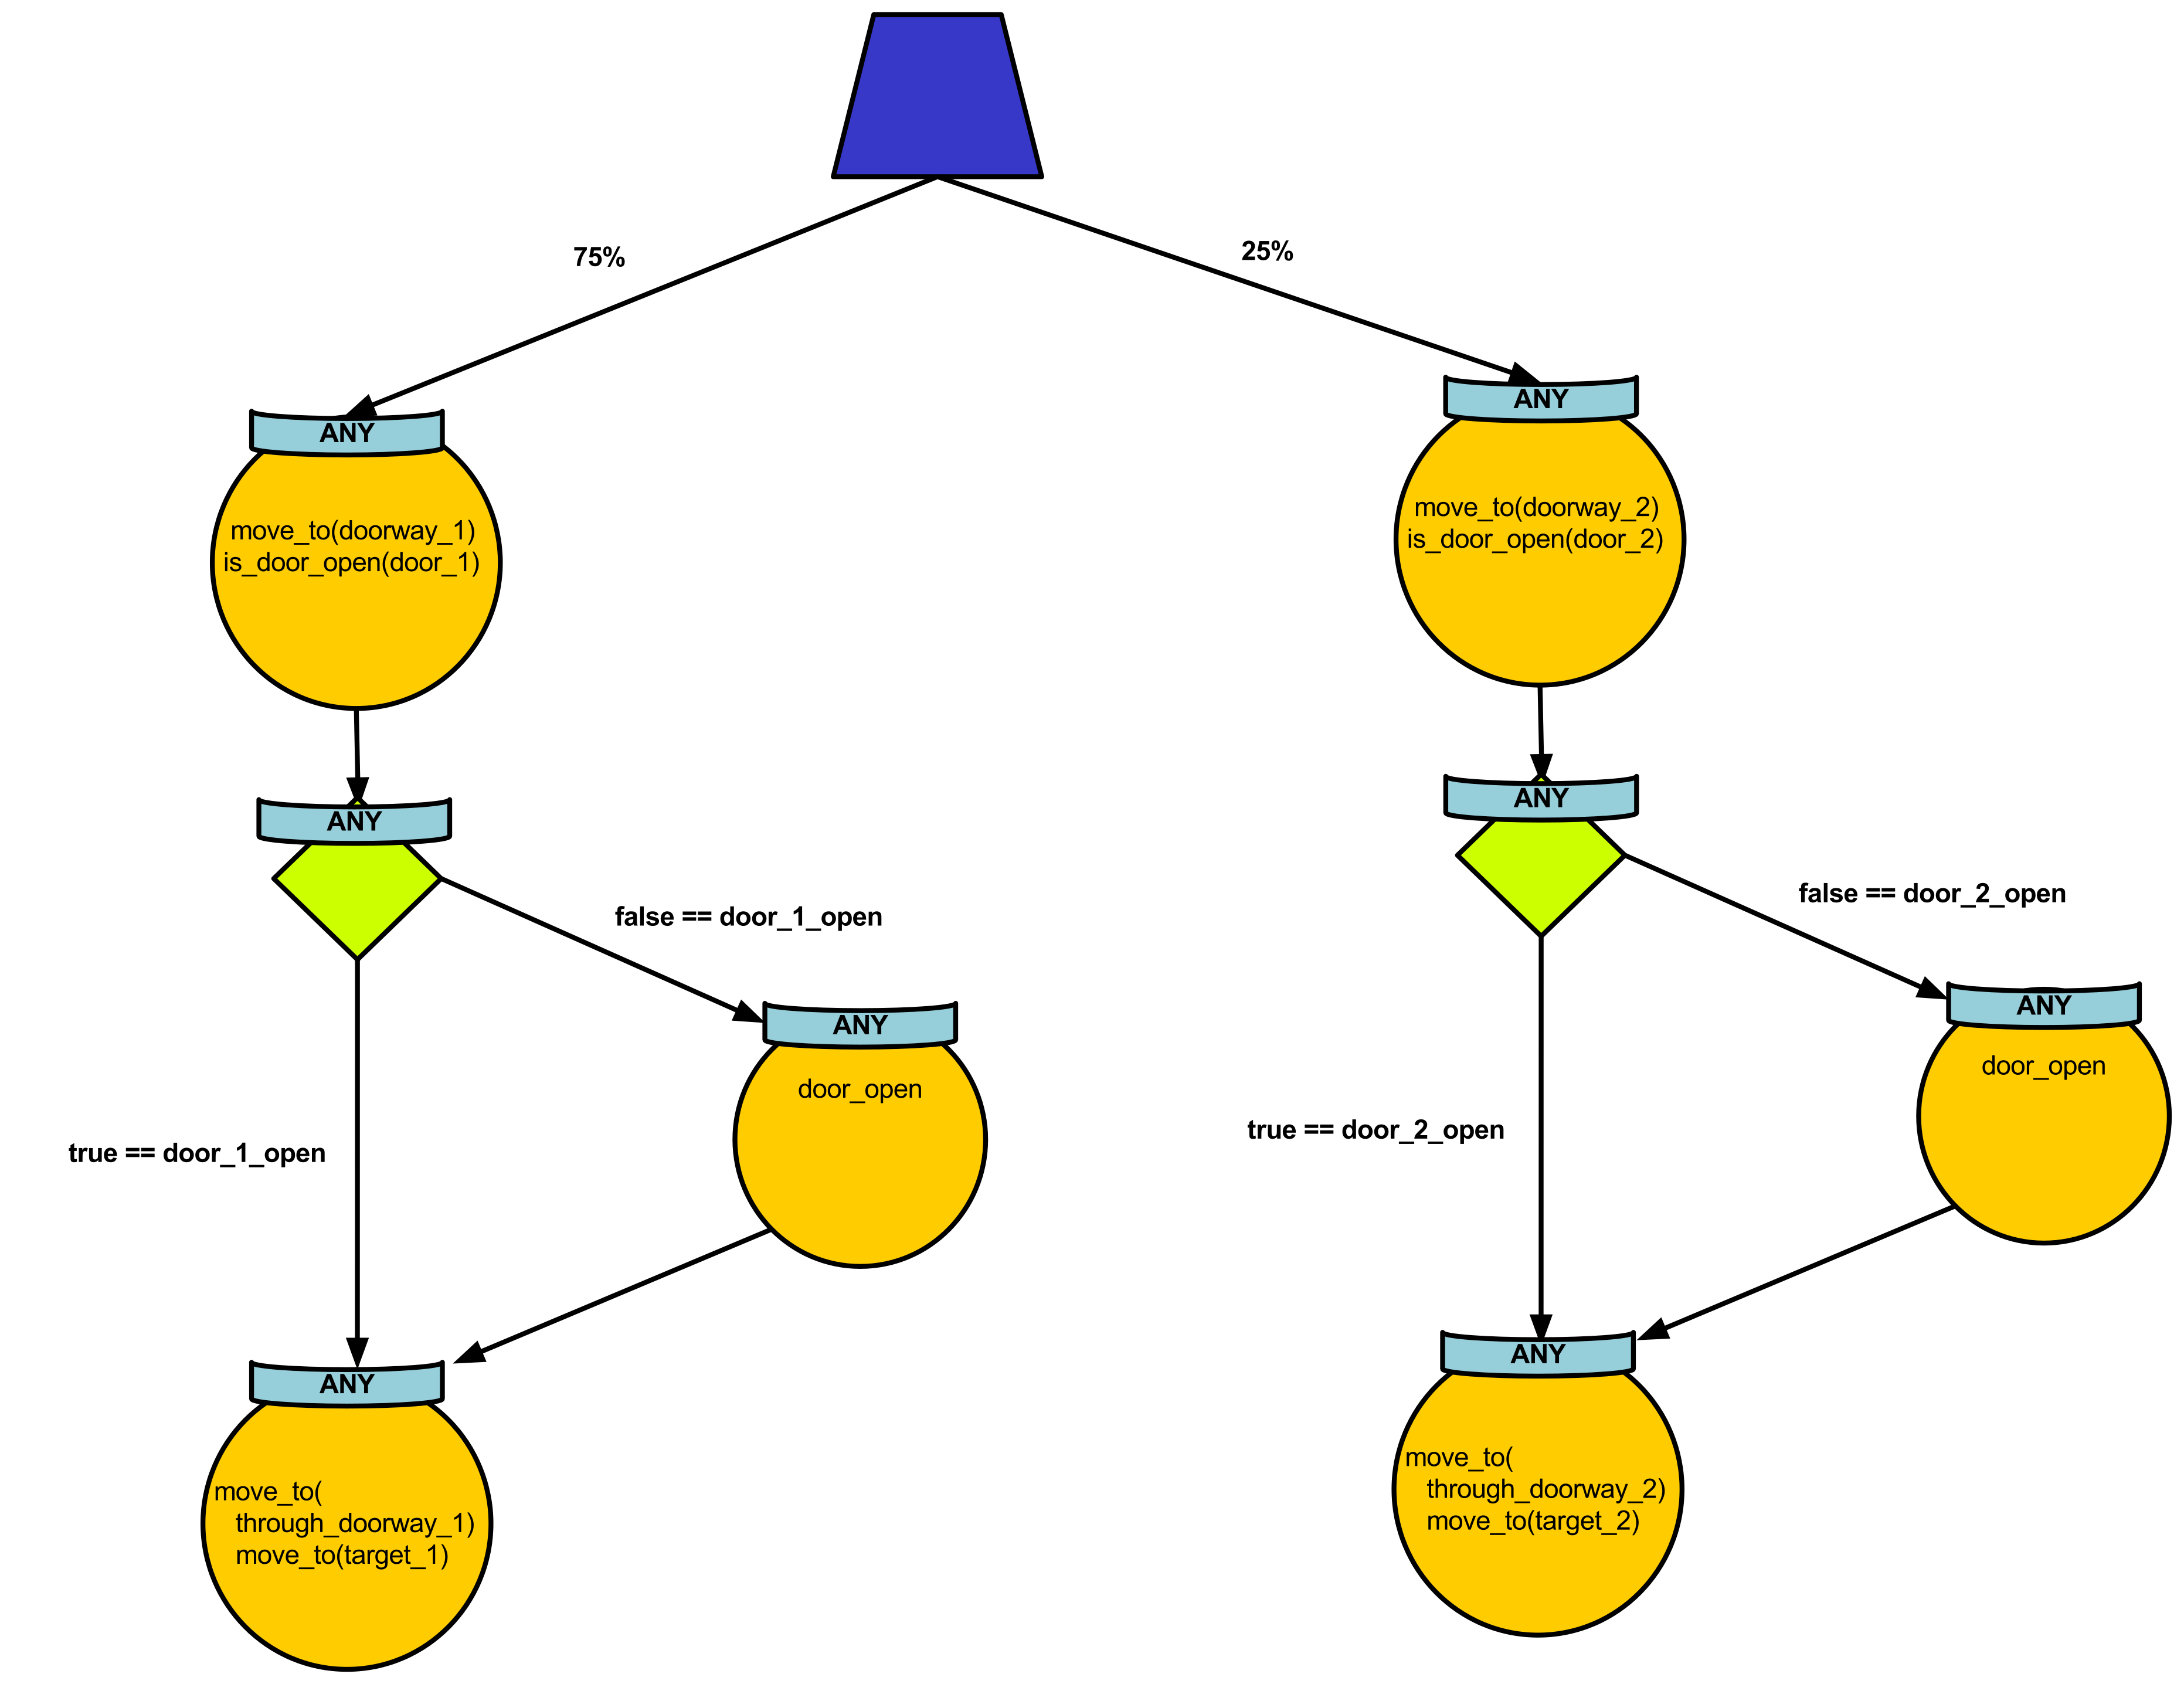 75%
25%
ANY
move_to(doorway_1)
is_door_open(door_1)
ANY
move_to(doorway_2)
is_door_open(door_2)
ANY
false == door_1_open
ANY
door_open
true == door_1_open
ANY
move_to(
through_doorway_1)
move_to(target_1)
ANY
false == door_2_open
ANY
door_open
true == door_2_open
ANY
move_to(
through_doorway_2)
move_to(target_2)